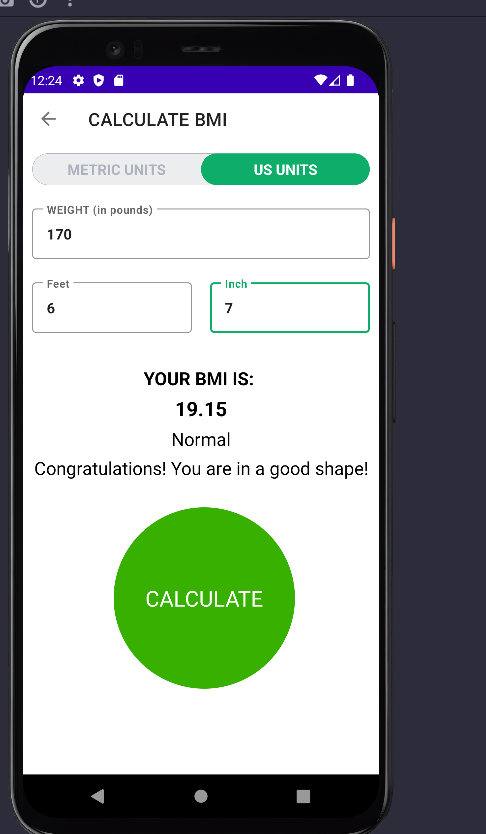 12:24
CALCULATE BMI
METRIC UNITS US UNITS
WEIGHT (in pounds)
170
Feet Inch
6 7
YOUR BMI IS:
19.15
Normal
Congratulations! You are in a good shape!
CALCULATE